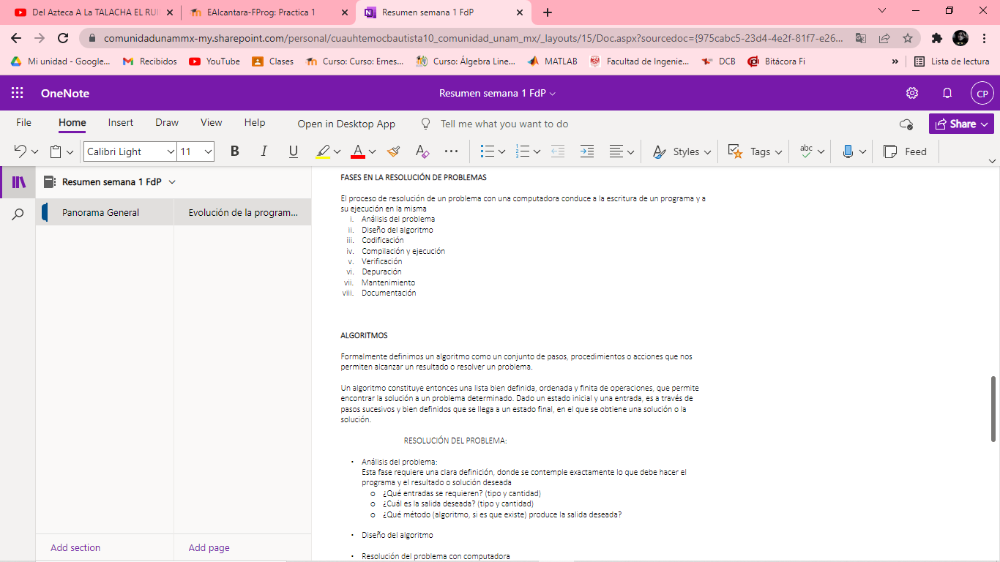 Del Azteca A La TALACHA EL RUI
EAlcantara-FProg: Practica 1
Resumen semana 1 FdP
comunidadunammx-my.sharepoint.com/personal/cuauhtemocbautista10_comunidad_unam_mx/_layouts/15/Doc.aspx?sourcedoc={975cabc5-23d4-4e2f-81f7-e26...
Mi unidad - Google... Recibidos YouTube Clases Curso: Curso: Ernes... Curso: Álgebra Line... MATLAB Facultad de Ingenie... DCB Bitácora Fi » Lista de lectura
OneNote Resumen semana 1 FdP CP
File Home Insert Draw View Help Open in Desktop App Tell me what you want to do Share
Calibri Light 11 B I U A A ... Styles Tags abc Feed
Resumen semana 1 FdP
Panorama General Evolución de la program...
FASES EN LA RESOLUCIÓN DE PROBLEMAS
El proceso de resolución de un problema con una computadora conduce a la escritura de un programa y a
su ejecución en la misma
i. Análisis del problema
ii. Diseño del algoritmo
iii. Codificación
iv. Compilación y ejecución
v. Verificación
vi. Depuración
vii. Mantenimiento
viii. Documentación
ALGORITMOS
Formalmente definimos un algoritmo como un conjunto de pasos, procedimientos o acciones que nos
permiten alcanzar un resultado o resolver un problema.
Un algoritmo constituye entonces una lista bien definida, ordenada y finita de operaciones, que permite
encontrar la solución a un problema determinado. Dado un estado inicial y una entrada, es a través de
pasos sucesivos y bien definidos que se llega a un estado final, en el que se obtiene una solución o la
solución.
RESOLUCIÓN DEL PROBLEMA:
• Análisis del problema:
Esta fase requiere una clara definición, donde se contemple exactamente lo que debe hacer el
programa y el resultado o solución deseada
o ¿Qué entradas se requieren? (tipo y cantidad)
o ¿Cuál es la salida deseada? (tipo y cantidad)
o ¿Qué método (algoritmo, si es que existe) produce la salida deseada?
• Diseño del algoritmo
• Resolución del problema con computadora
Add section Add page